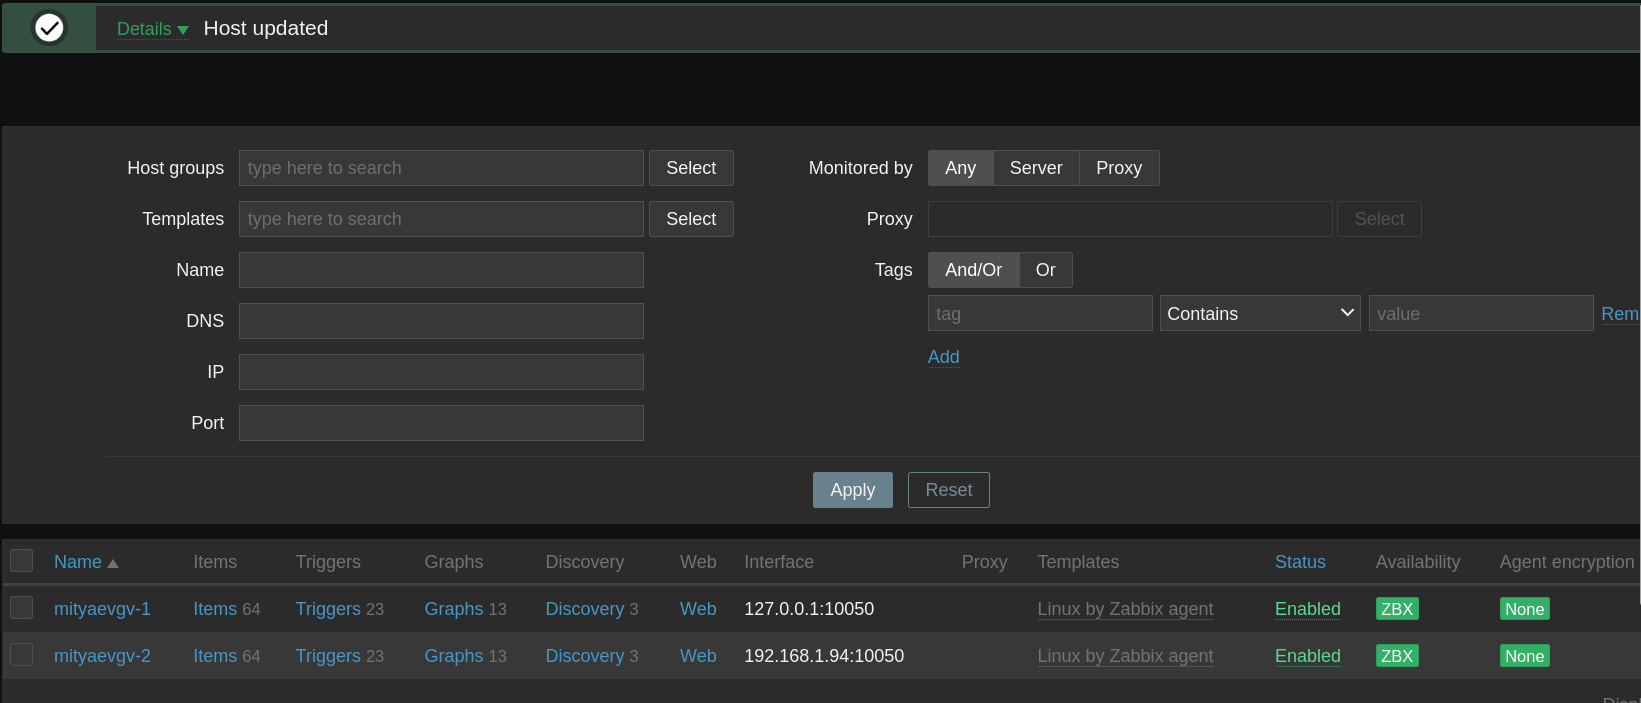 Details Host updated
Host groups type here to search Select Monitored by Any Server Proxy
Templates type here to search Select Proxy Select
Name Tags And/Or Or
DNS tag Contains value Rem
Add
IP
Port
Apply Reset
Name Items Triggers Graphs Discovery Web Interface Proxy Templates Status Availability Agent encryption
mityaevgv-1 Items 64 Triggers 23 Graphs 13 Discovery 3 Web 127.0.0.1:10050 Linux by Zabbix agent Enabled ZBX None
mityaevgv-2 Items 64 Triggers 23 Graphs 13 Discovery 3 Web 192.168.1.94:10050 Linux by Zabbix agent Enabled ZBX None